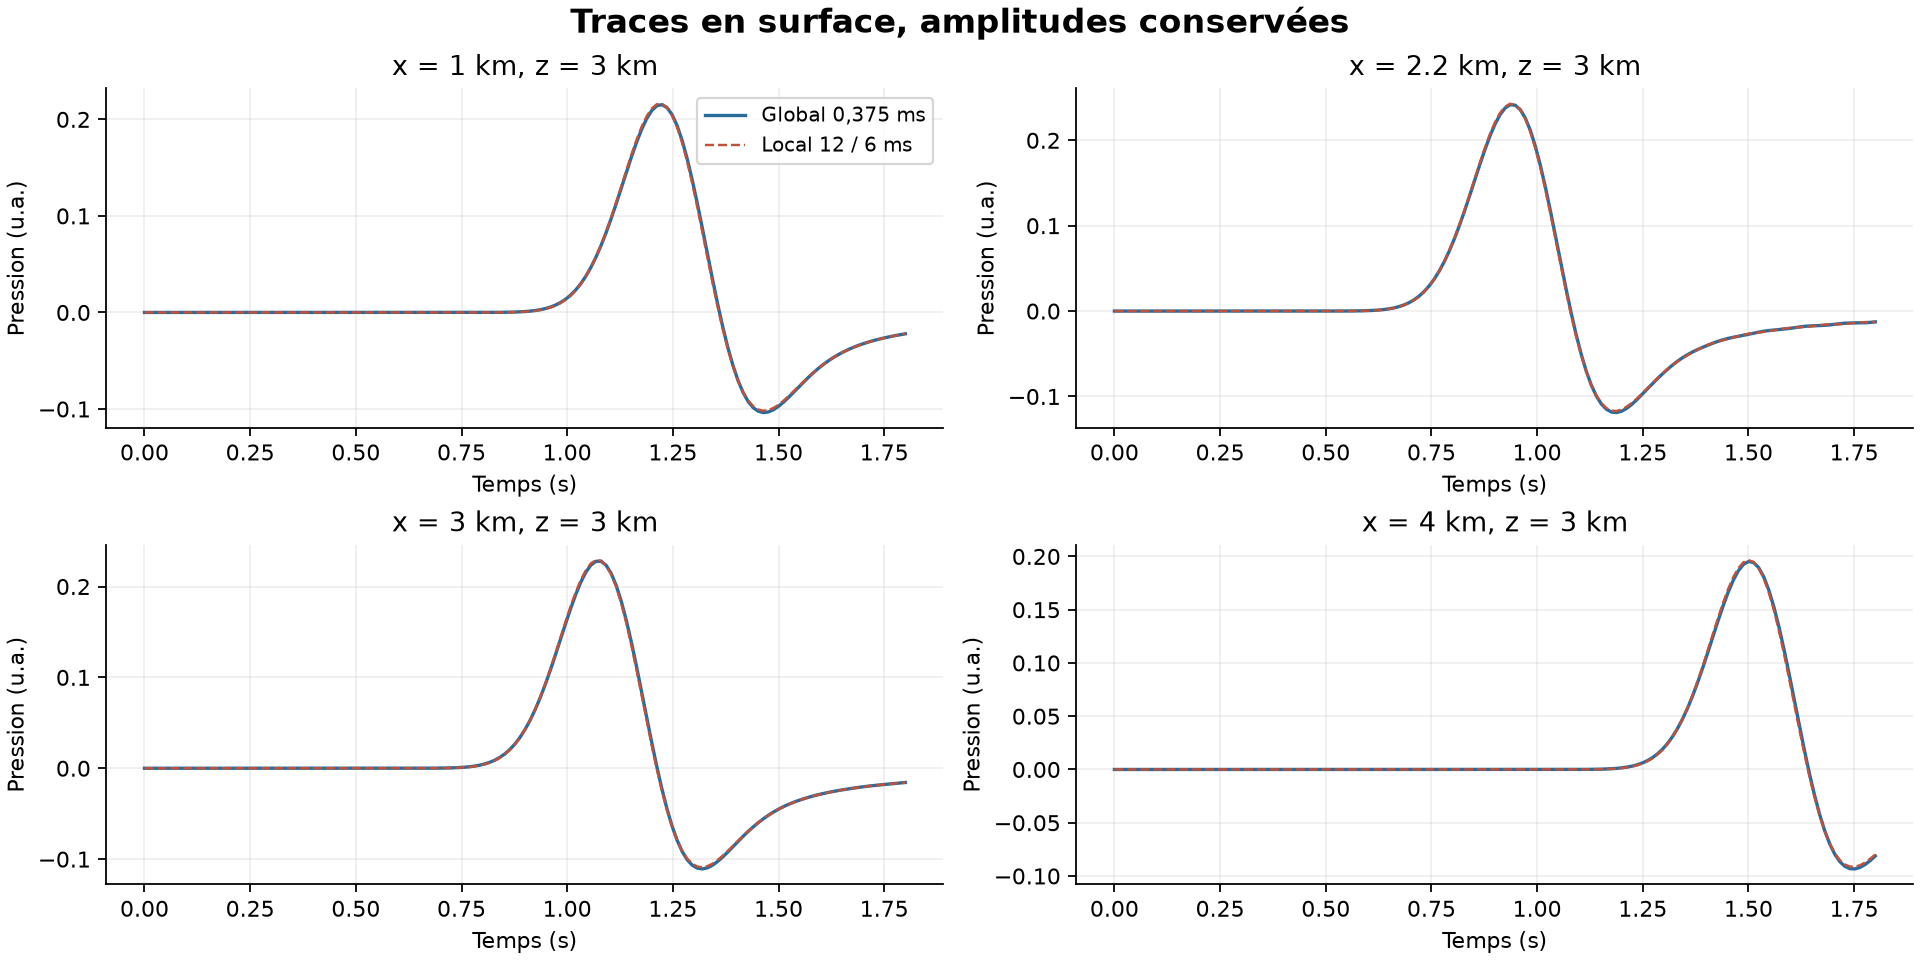 Traces en surface, amplitudes conservées
x = 1 km, z = 3 km
Global 0,375 ms
Local 12 / 6 ms
Pression (u.a.)
0.2
0.1
0.0
−0.1
0.00 0.25 0.50 0.75 1.00 1.25 1.50 1.75
Temps (s)
x = 2.2 km, z = 3 km
Pression (u.a.)
0.2
0.1
0.0
−0.1
0.00 0.25 0.50 0.75 1.00 1.25 1.50 1.75
Temps (s)
x = 3 km, z = 3 km
Pression (u.a.)
0.2
0.1
0.0
−0.1
0.00 0.25 0.50 0.75 1.00 1.25 1.50 1.75
Temps (s)
x = 4 km, z = 3 km
Pression (u.a.)
0.20
0.15
0.10
0.05
0.00
−0.05
−0.10
0.00 0.25 0.50 0.75 1.00 1.25 1.50 1.75
Temps (s)